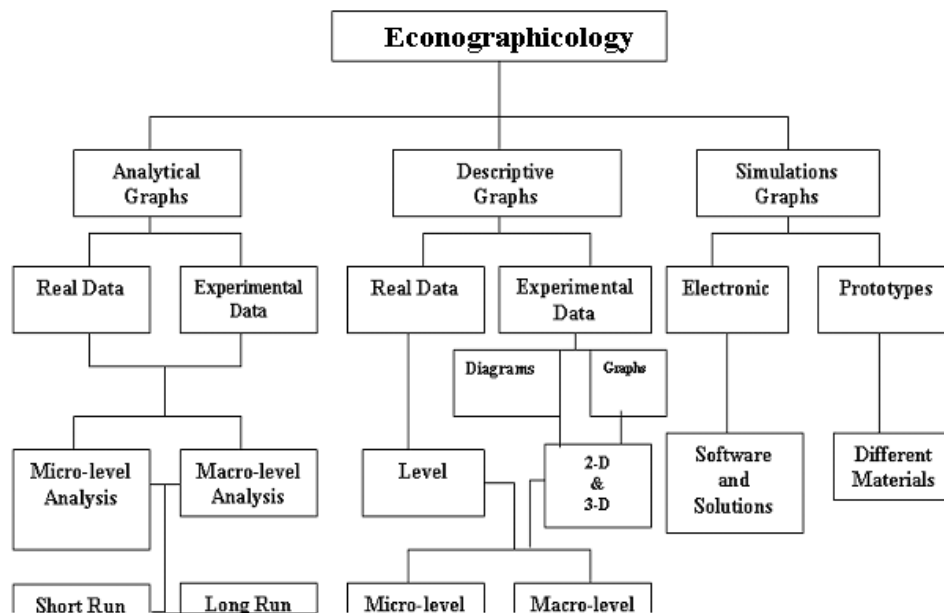 Econographicology
Analytical
Graphs
Descriptive
Graphs
Simulations
Graphs
Real Data
Experimental
Data
Real Data
Experimental
Data
Electronic
Prototypes
Diagrams
Graphs
Micro-level
Analysis
Macro-level
Analysis
Level
2-D
&
3-D
Software
and
Solutions
Different
Materials
Short Run
Long Run
Micro-level
Macro-level